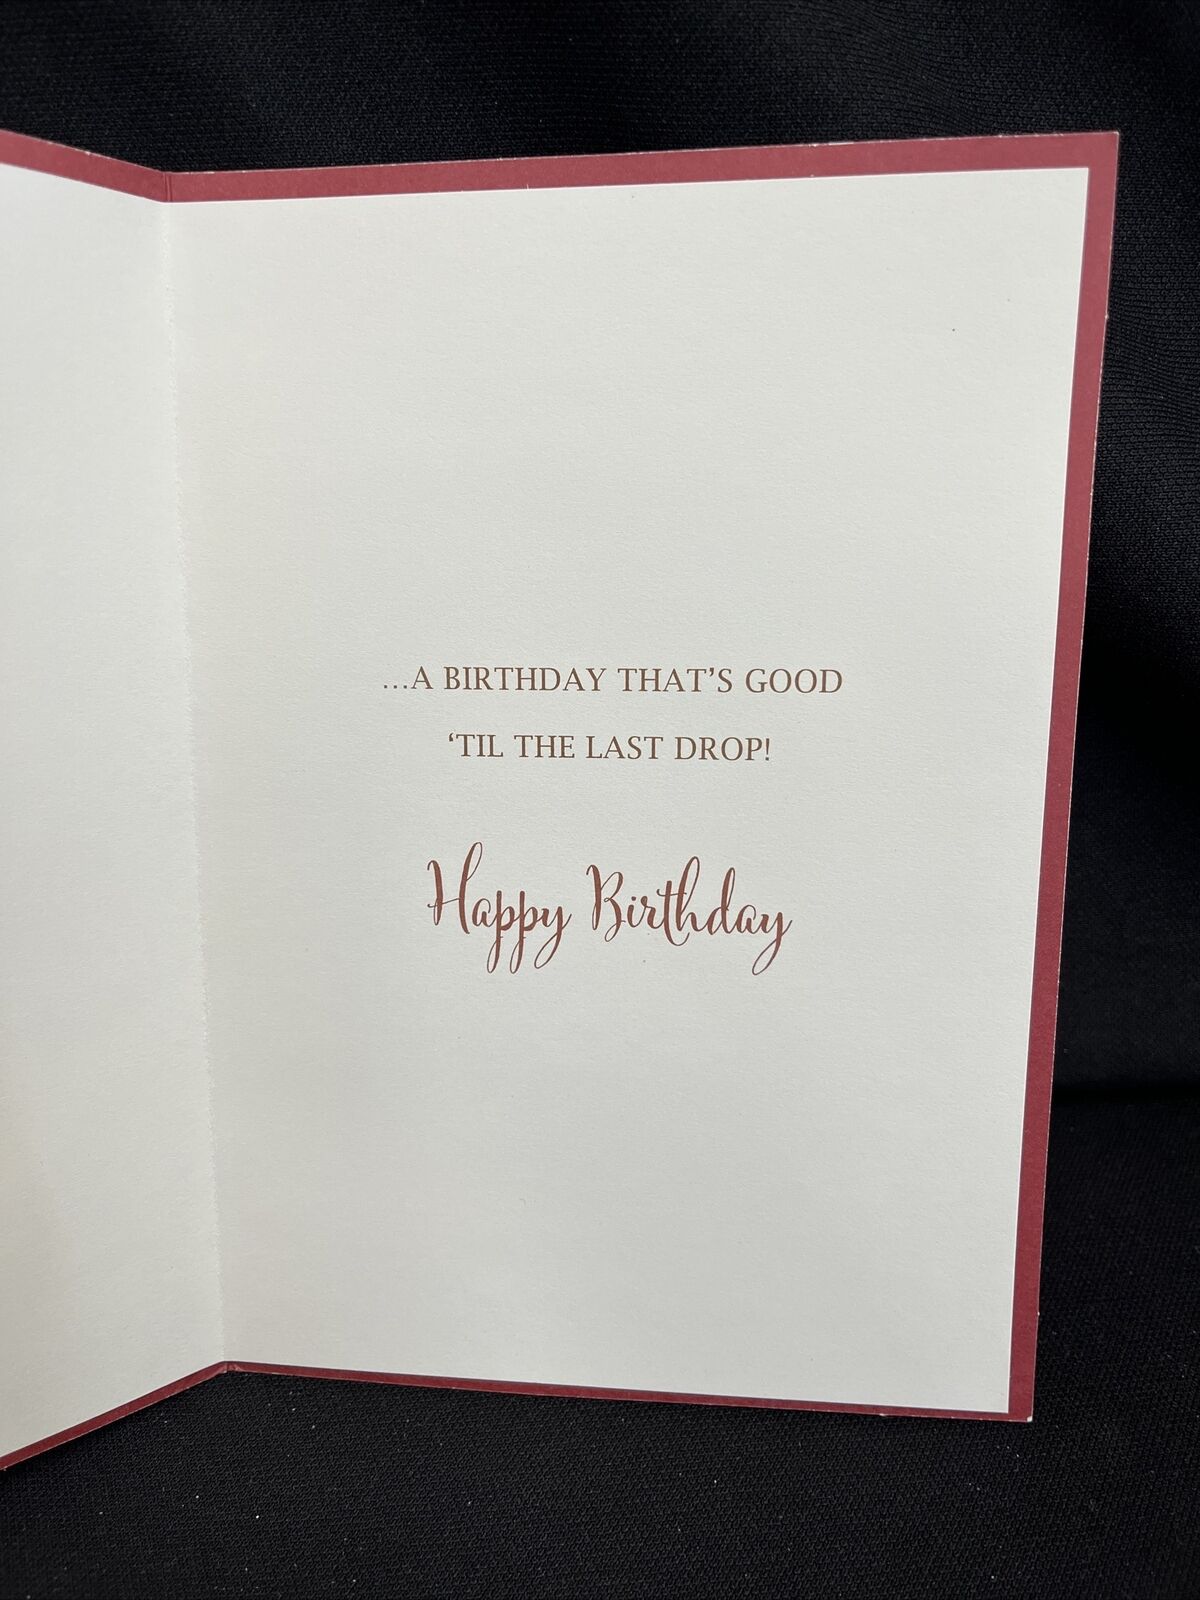 ...A BIRTHDAY THAT’S GOOD
‘TIL THE LAST DROP!
Happy Birthday